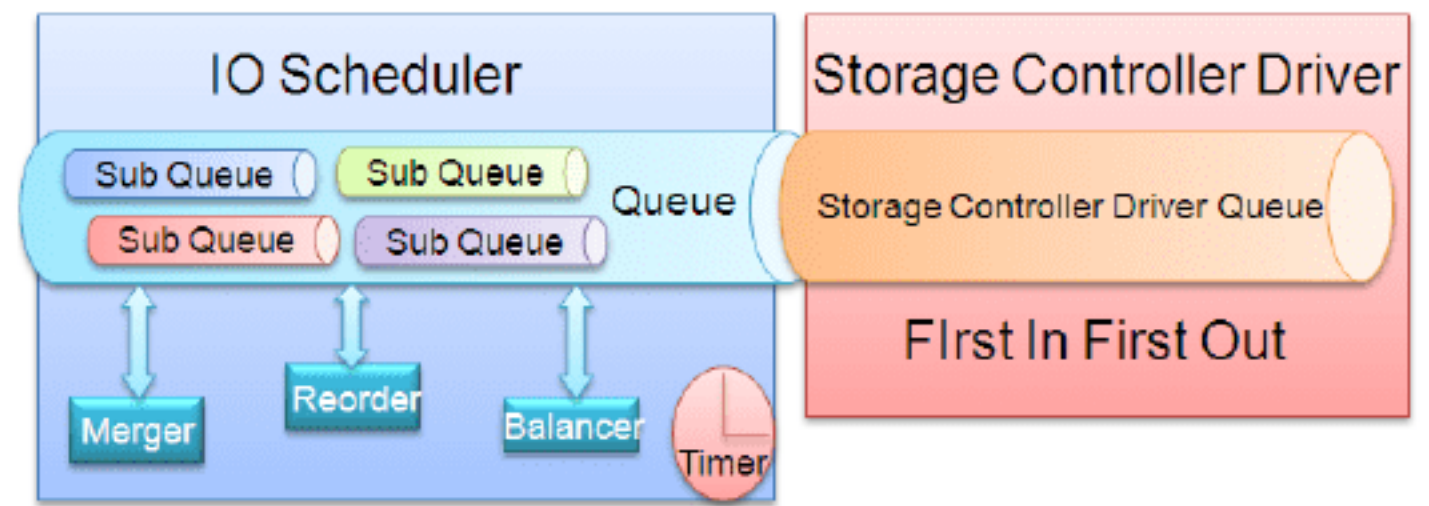 IO Scheduler
Storage Controller Driver
Sub Queue
Sub Queue
Queue
Sub Queue
Sub Queue
Storage Controller Driver Queue
FIrst In First Out
Merger
Reorder
Balancer
Timer